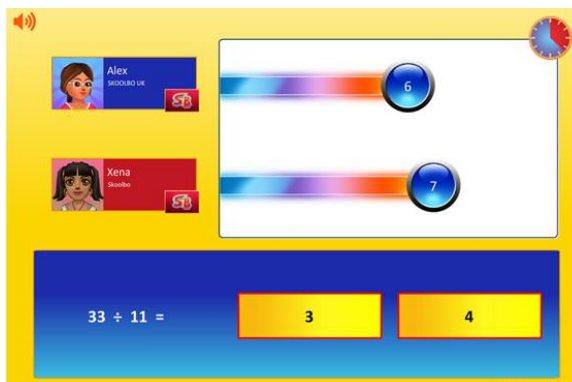 Alex
SKOOLBO UK
SB
6
Xena
Skoolbo
SB
7
33 ÷ 11 =
3
4